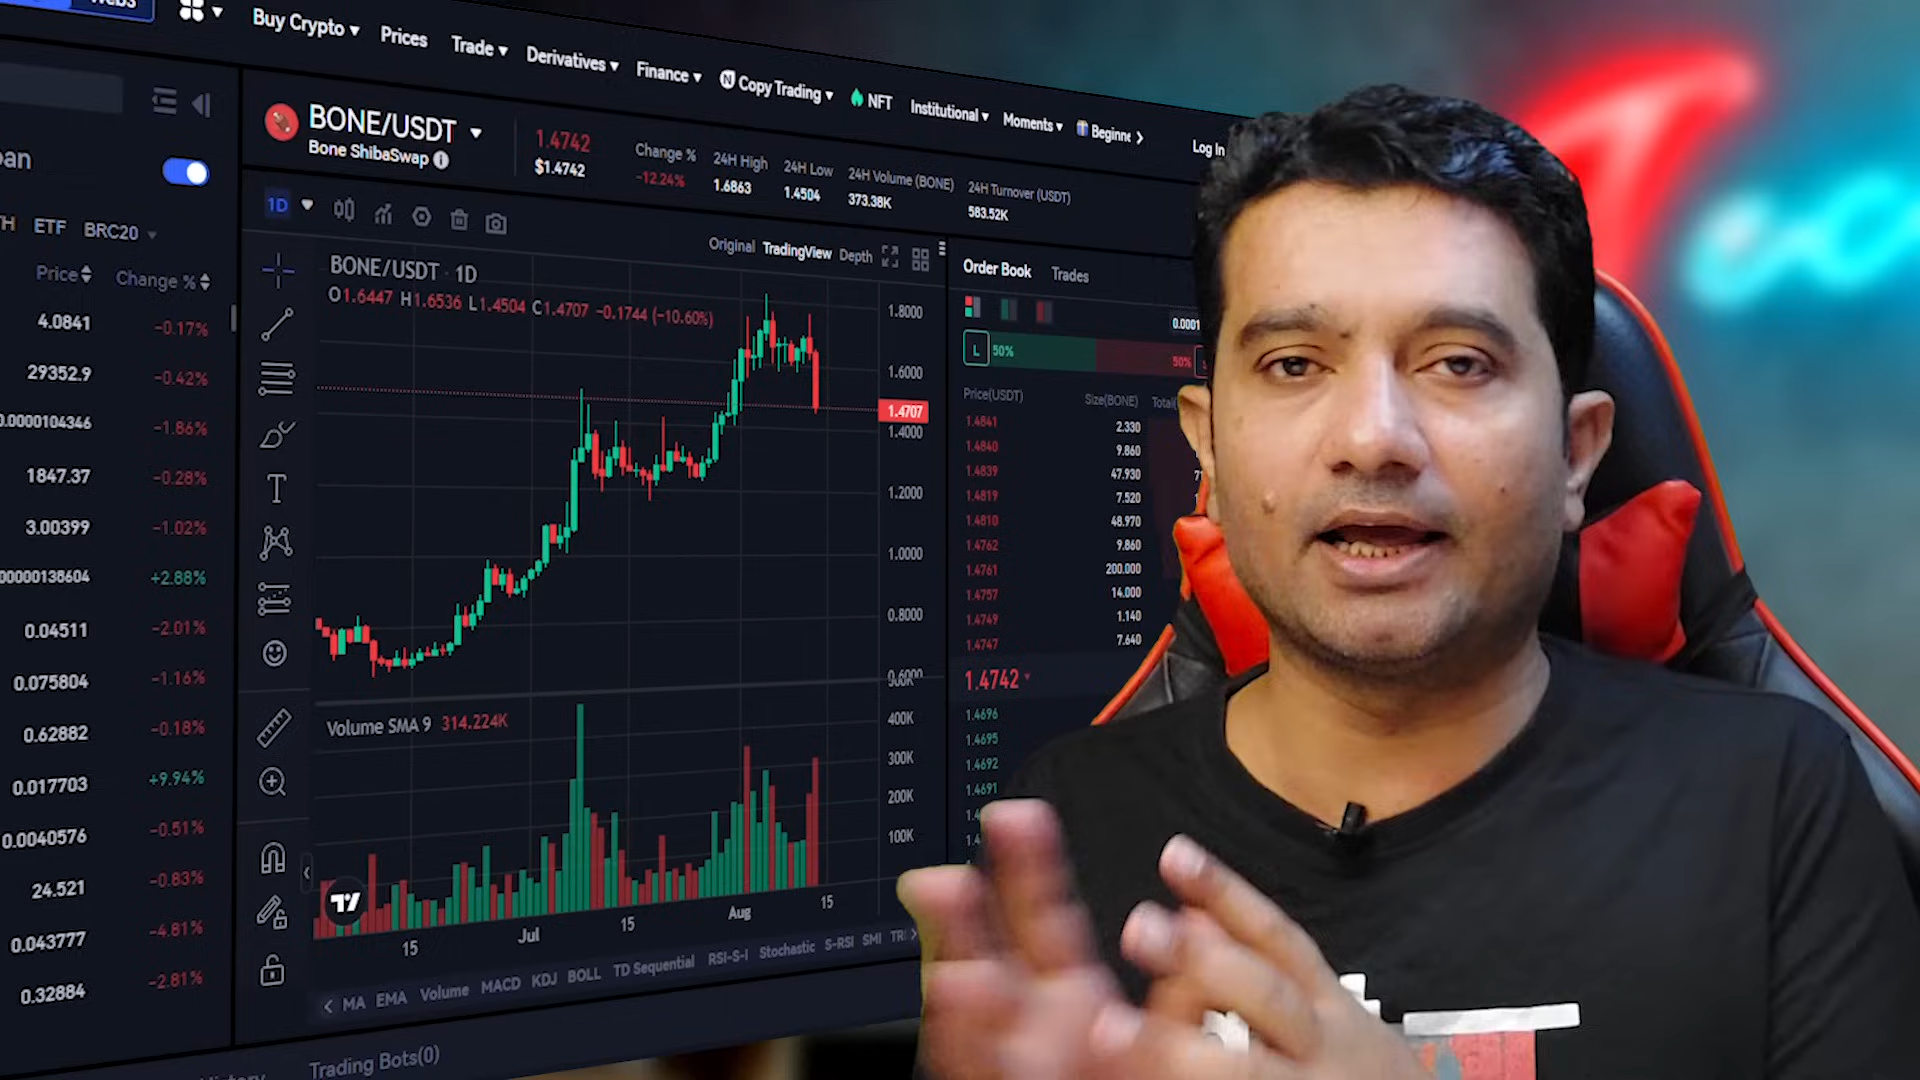 Web3
Buy Crypto
Prices
Trade
Derivatives
Finance
Copy Trading
NFT
Institutional
Moments
Log In
BONE/USDT
Bone ShibaSwap
1.4742
$1.4742
Change %
-12.24%
24H High
1.6863
24H Low
1.4504
24H Volume (BONE)
373.38K
24H Turnover (USDT)
583.52K
ETF BRC20
Price Change %
4.0841 -0.17%
29352.9 -0.42%
0.0000104346 -1.86%
1847.37 -0.28%
3.00399 -1.02%
+2.88%
0.04511 -2.01%
0.075804 -1.16%
0.62882 -0.18%
0.017703 +9.94%
0.0040576 -0.51%
24.521 -0.83%
0.043777 -4.81%
0.32884 -2.81%
1D
Original TradingView Depth
BONE/USDT · 1D
O1.6447 H1.6536 L1.4504 C1.4707 -0.1744 (-10.60%)
1.8000
1.6000
1.4707
1.4000
1.2000
1.0000
0.8000
Volume SMA 9 314.224K
400K
300K
200K
100K
15 Jul 15 Aug 15
MA EMA Volume MACD KDJ BOLL TD Sequential RSI-S-I Stochastic S-RSI SMI
Trading Bots(0)
Order Book Trades
0.0001
L 50% 50%
Price(USDT) Size(BONE)
1.4841 2.330
1.4840 9.860
1.4839 47.930
1.4819 7.520
1.4810 48.970
1.4762 9.860
1.4761 200.000
1.4757 14.000
1.4749 1.140
1.4747 7.640
1.4742
1.4696
1.4695
1.4692
1.4691